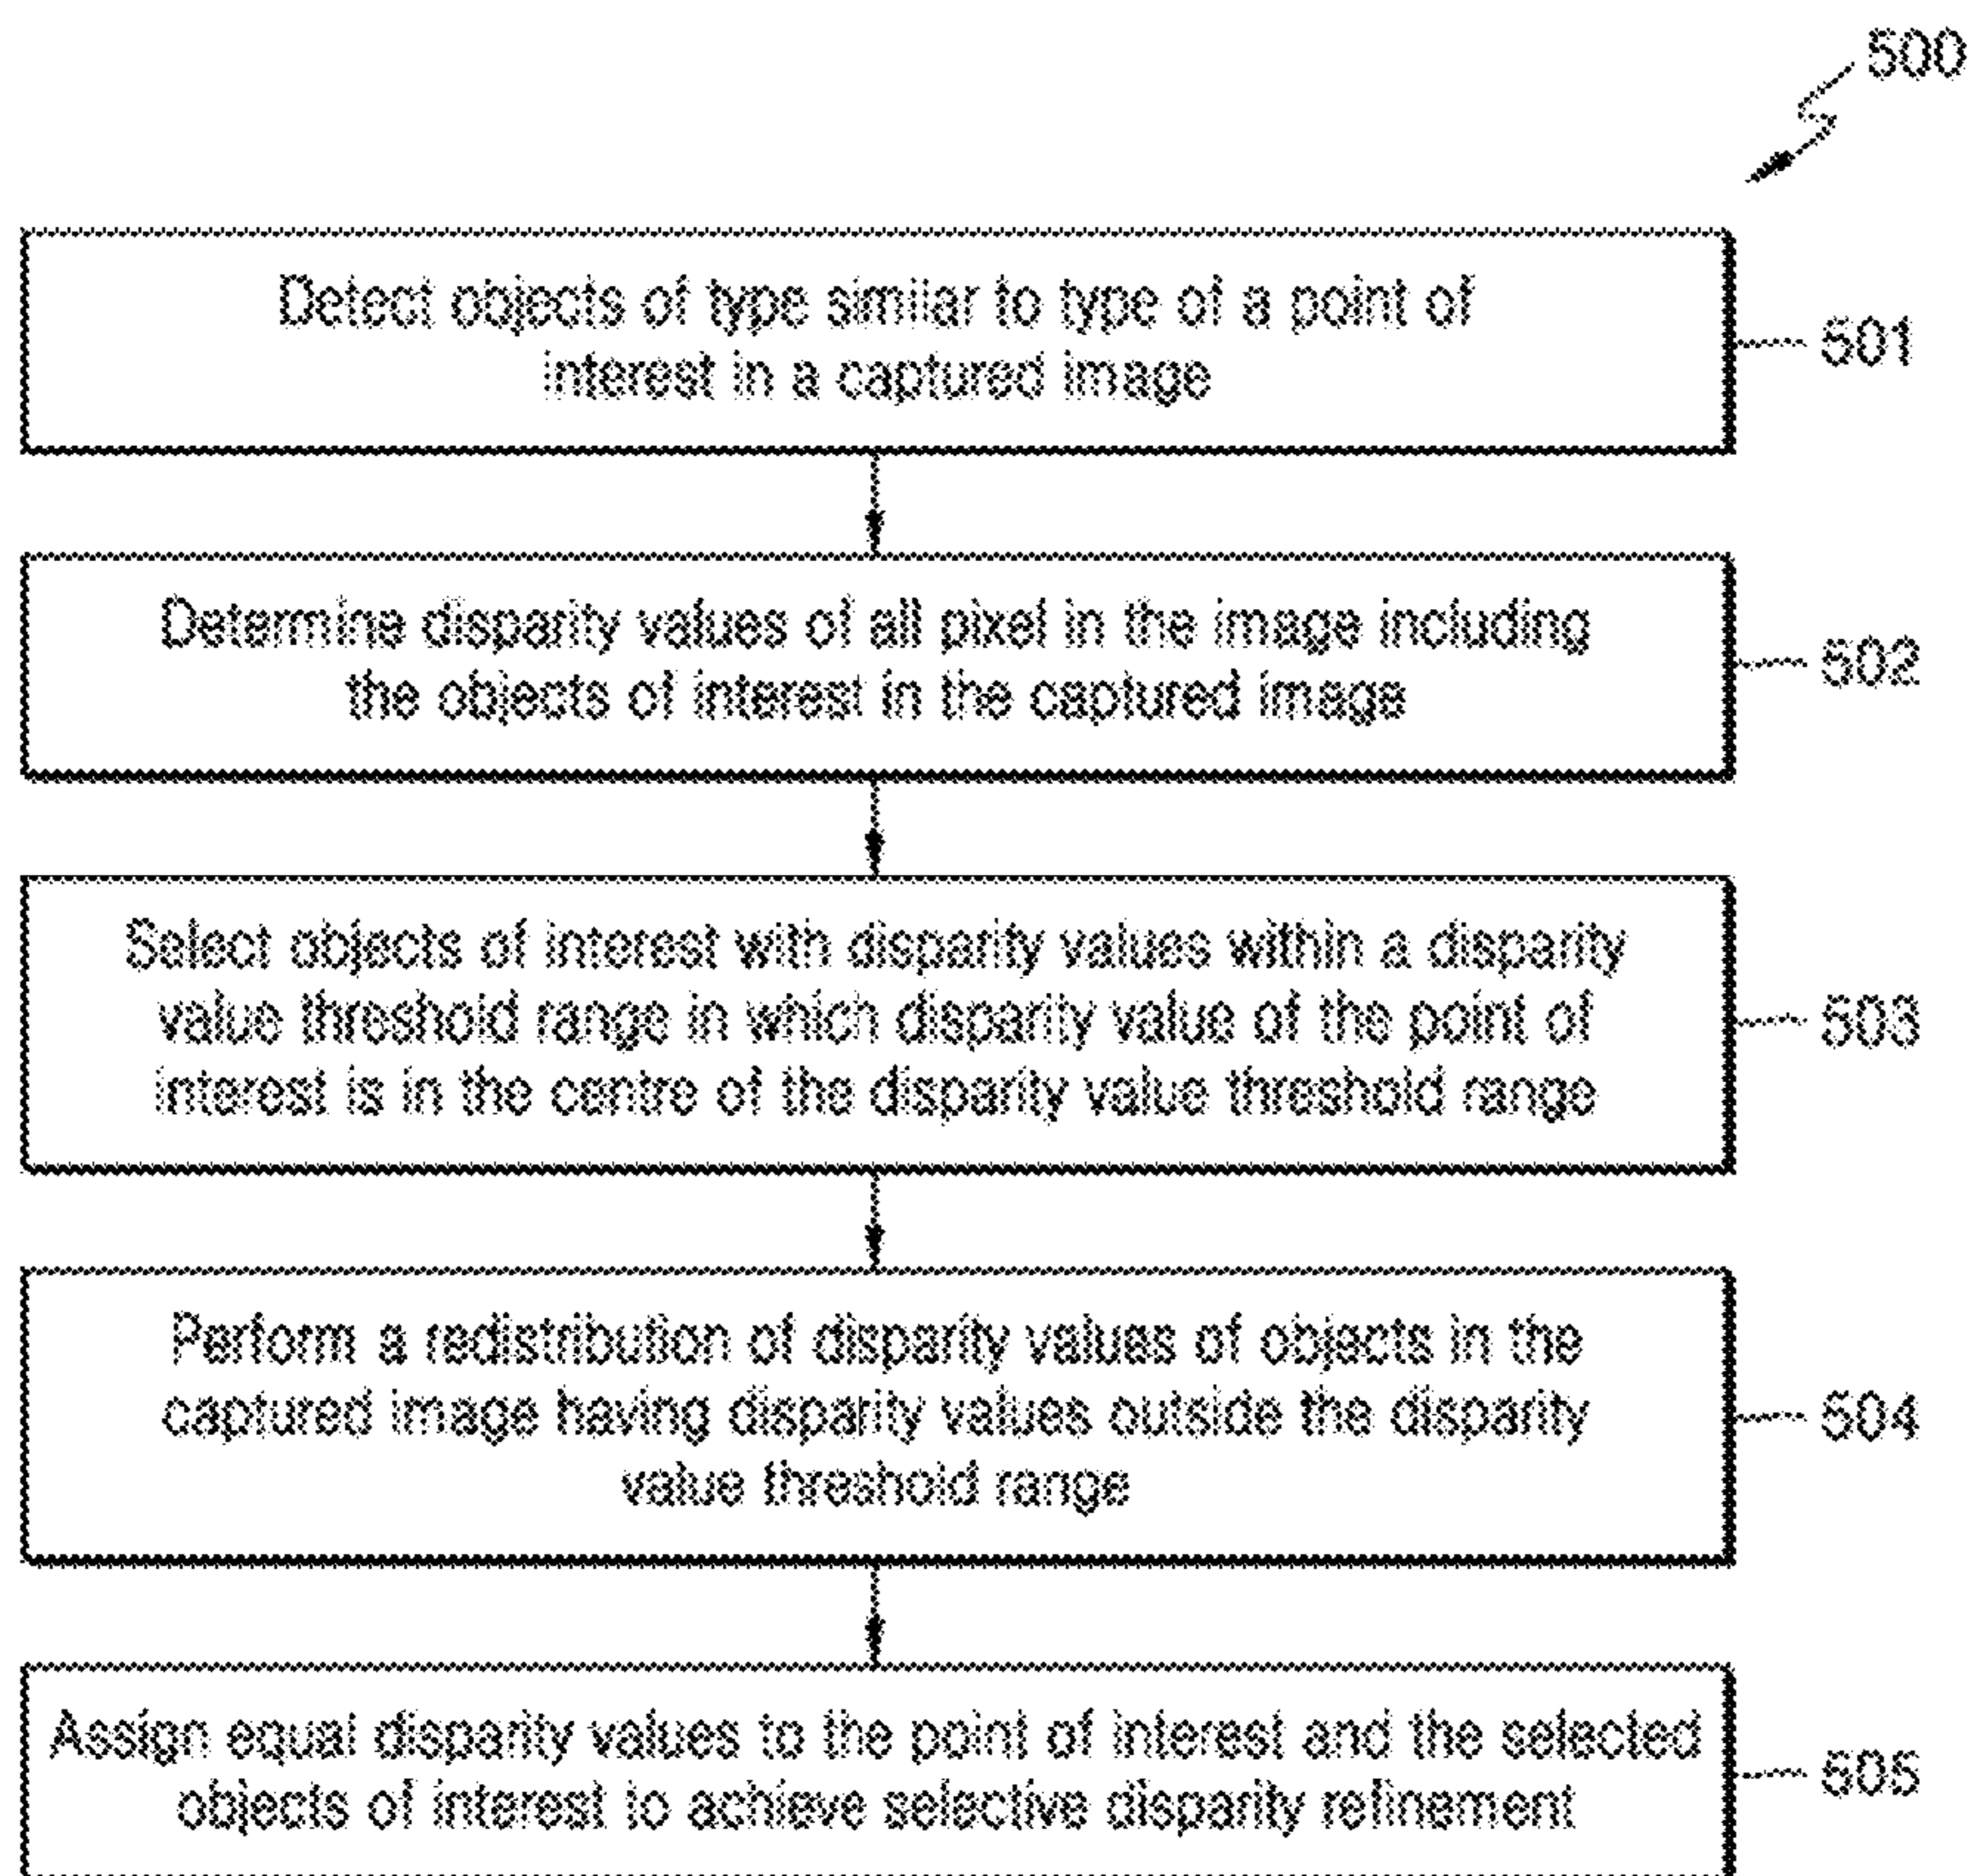 500
Detect objects of type similar to type of a point of
interest in a captured image
501
Determine disparity values of all pixel in the image including
the objects of interest in the captured image
502
Select objects of interest with disparity values within a disparity
value threshold range in which disparity value of the point of
interest is in the centre of the disparity value threshold range
503
Perform a redistribution of disparity values of objects in the
captured image having disparity values outside the disparity
value threshold range
504
Assign equal disparity values to the point of interest and the selected
objects of interest to achieve selective disparity refinement
505